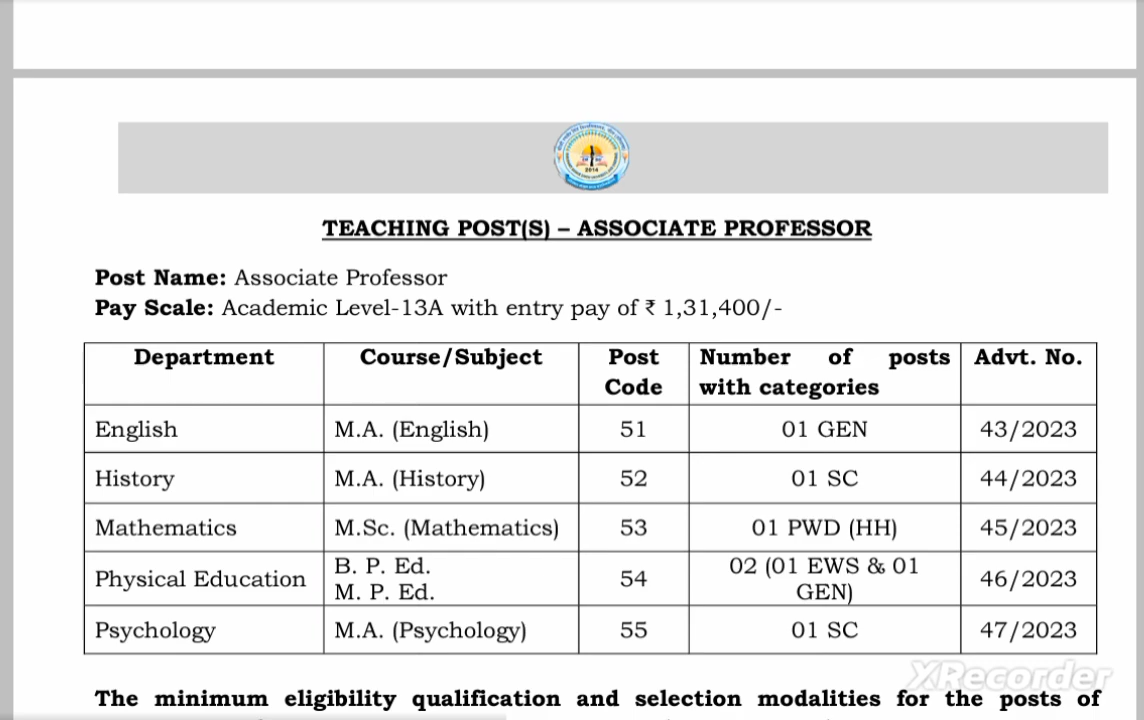 2014
TEACHING POST(S) – ASSOCIATE PROFESSOR
Post Name: Associate Professor
Pay Scale: Academic Level-13A with entry pay of ₹ 1,31,400/-
Department Course/Subject Post Code Number of posts with categories Advt. No.
English M.A. (English) 51 01 GEN 43/2023
History M.A. (History) 52 01 SC 44/2023
Mathematics M.Sc. (Mathematics) 53 01 PWD (HH) 45/2023
Physical Education B. P. Ed. M. P. Ed. 54 02 (01 EWS & 01 GEN) 46/2023
Psychology M.A. (Psychology) 55 01 SC 47/2023
XRecorder
The minimum eligibility qualification and selection modalities for the posts of